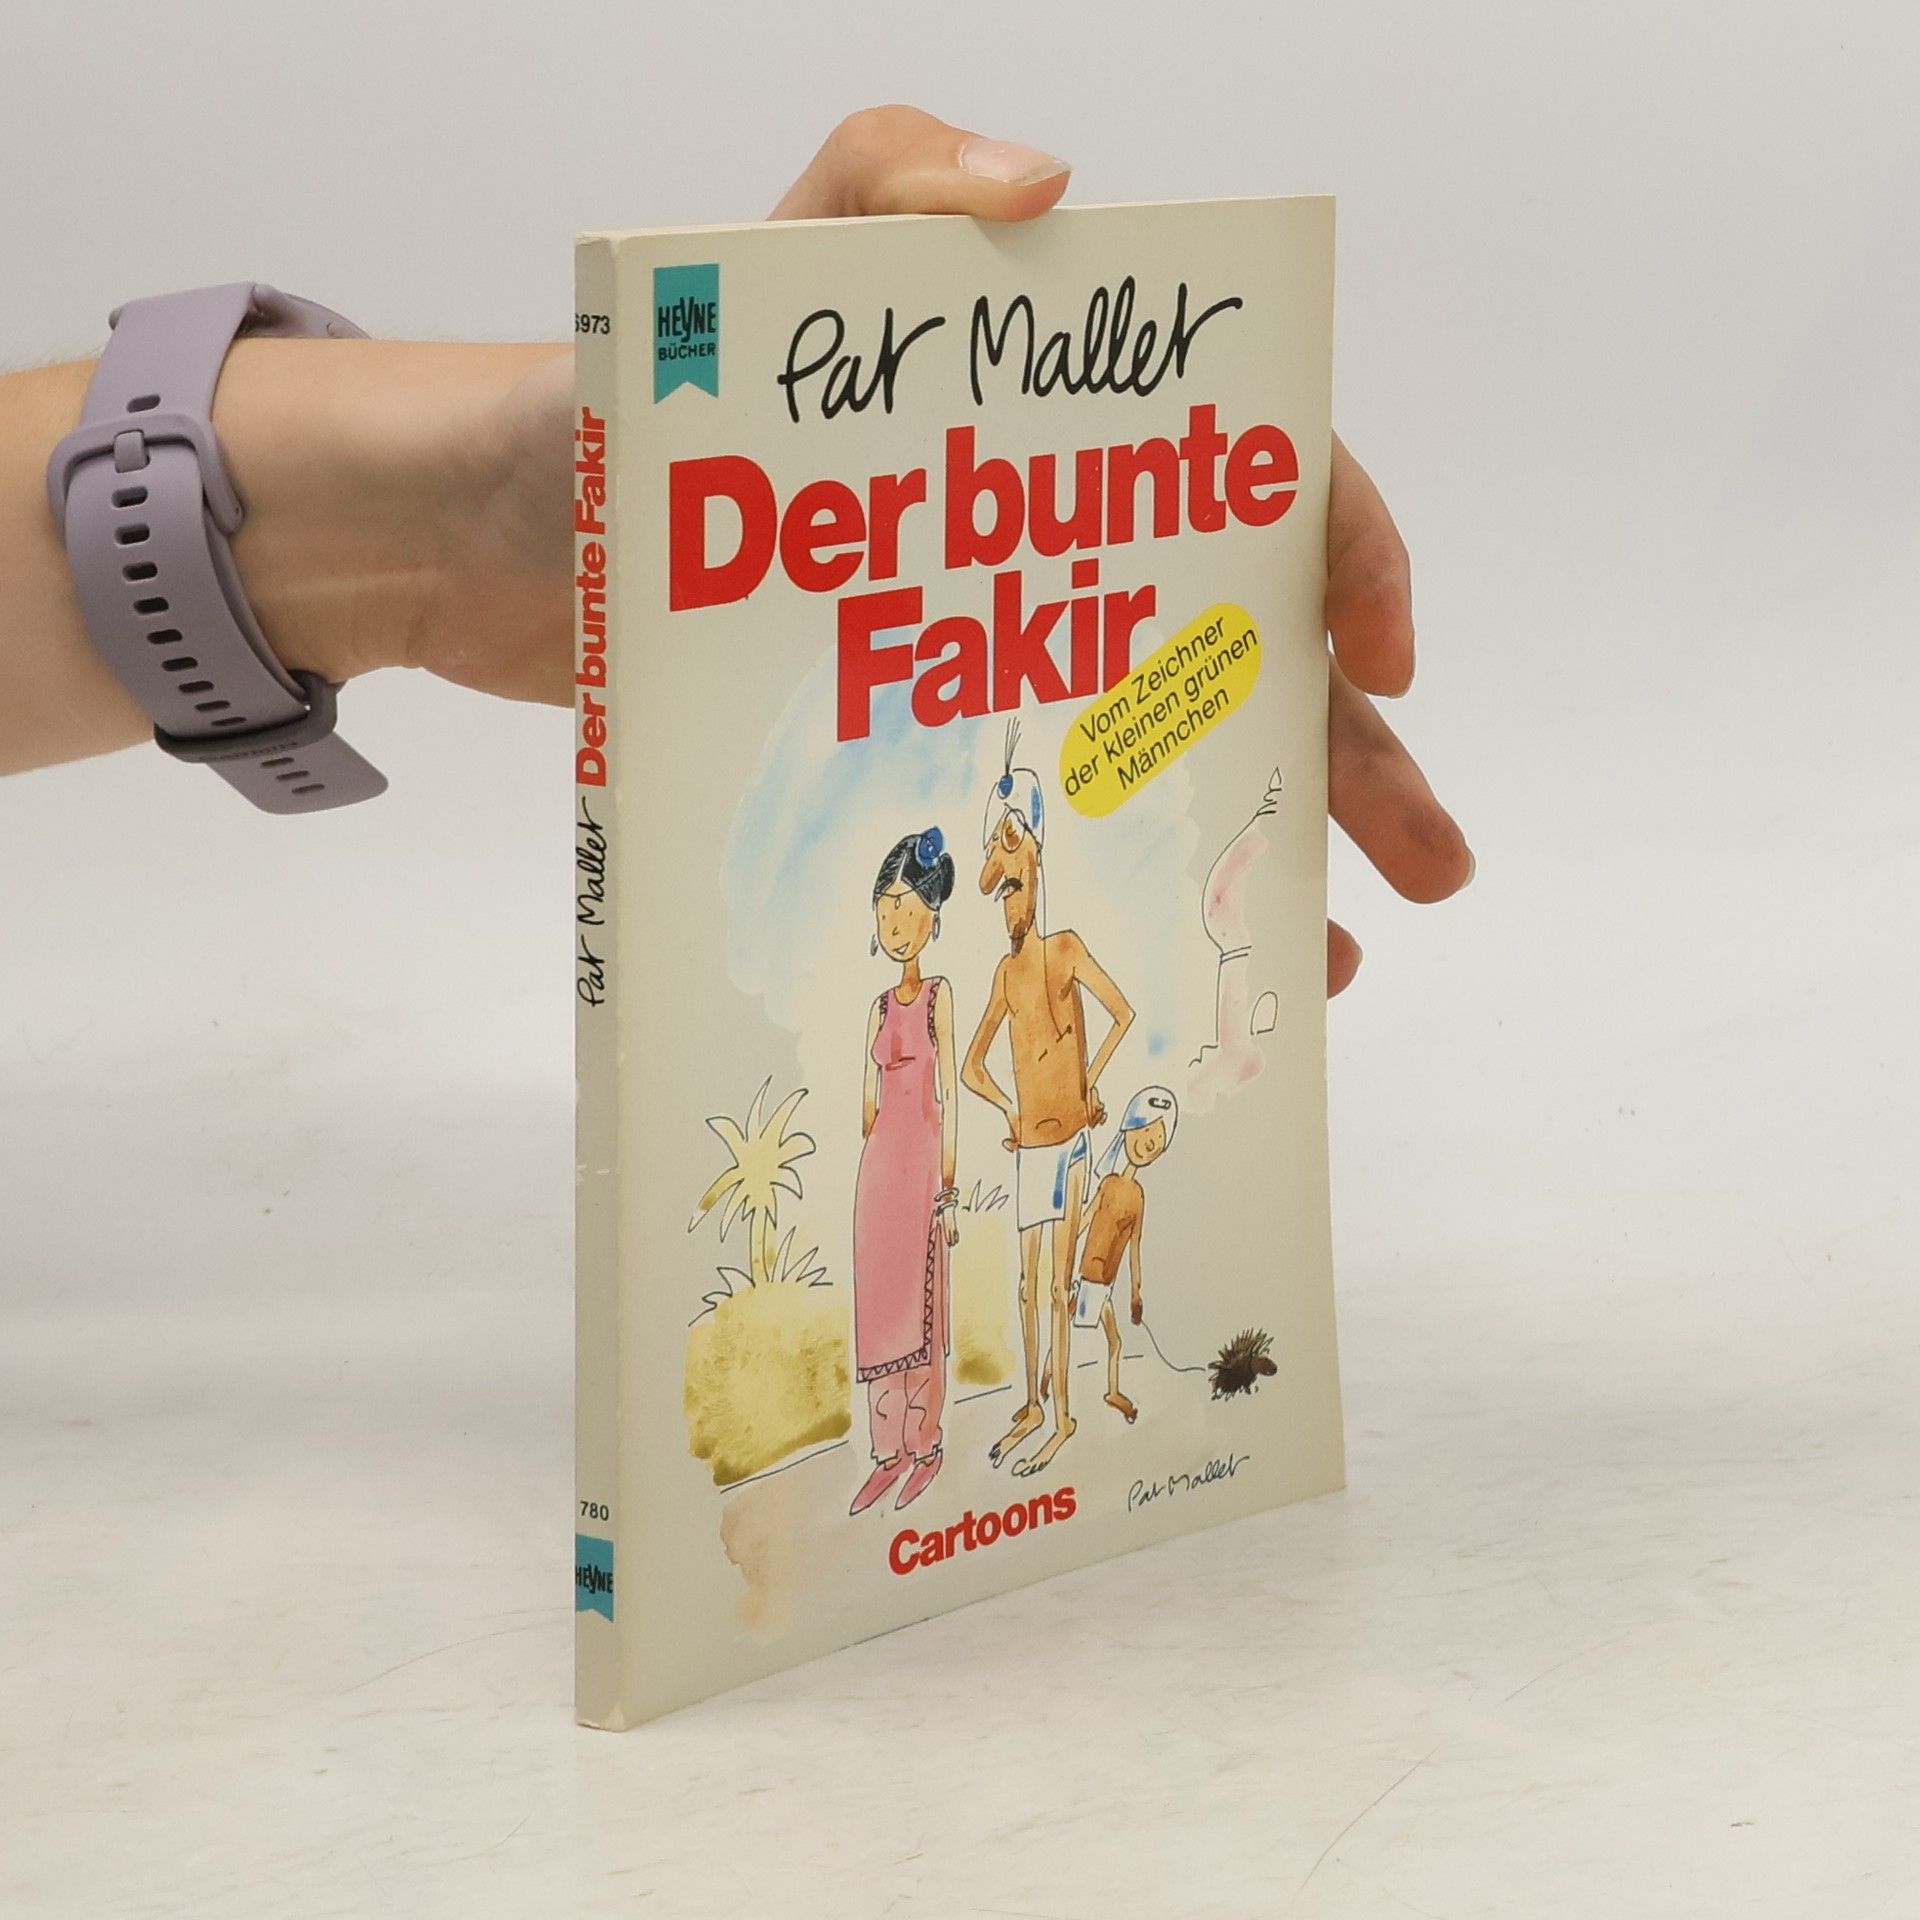 6973
Der bunte Fakir
Pat Mallet
780
HEYNE
HEYNE
BÜCHER
Pat Mallet
Der bunte
Fakir
Vom Zeichner
der kleinen grünen
Männchen
Cartoons
Pat Mallet